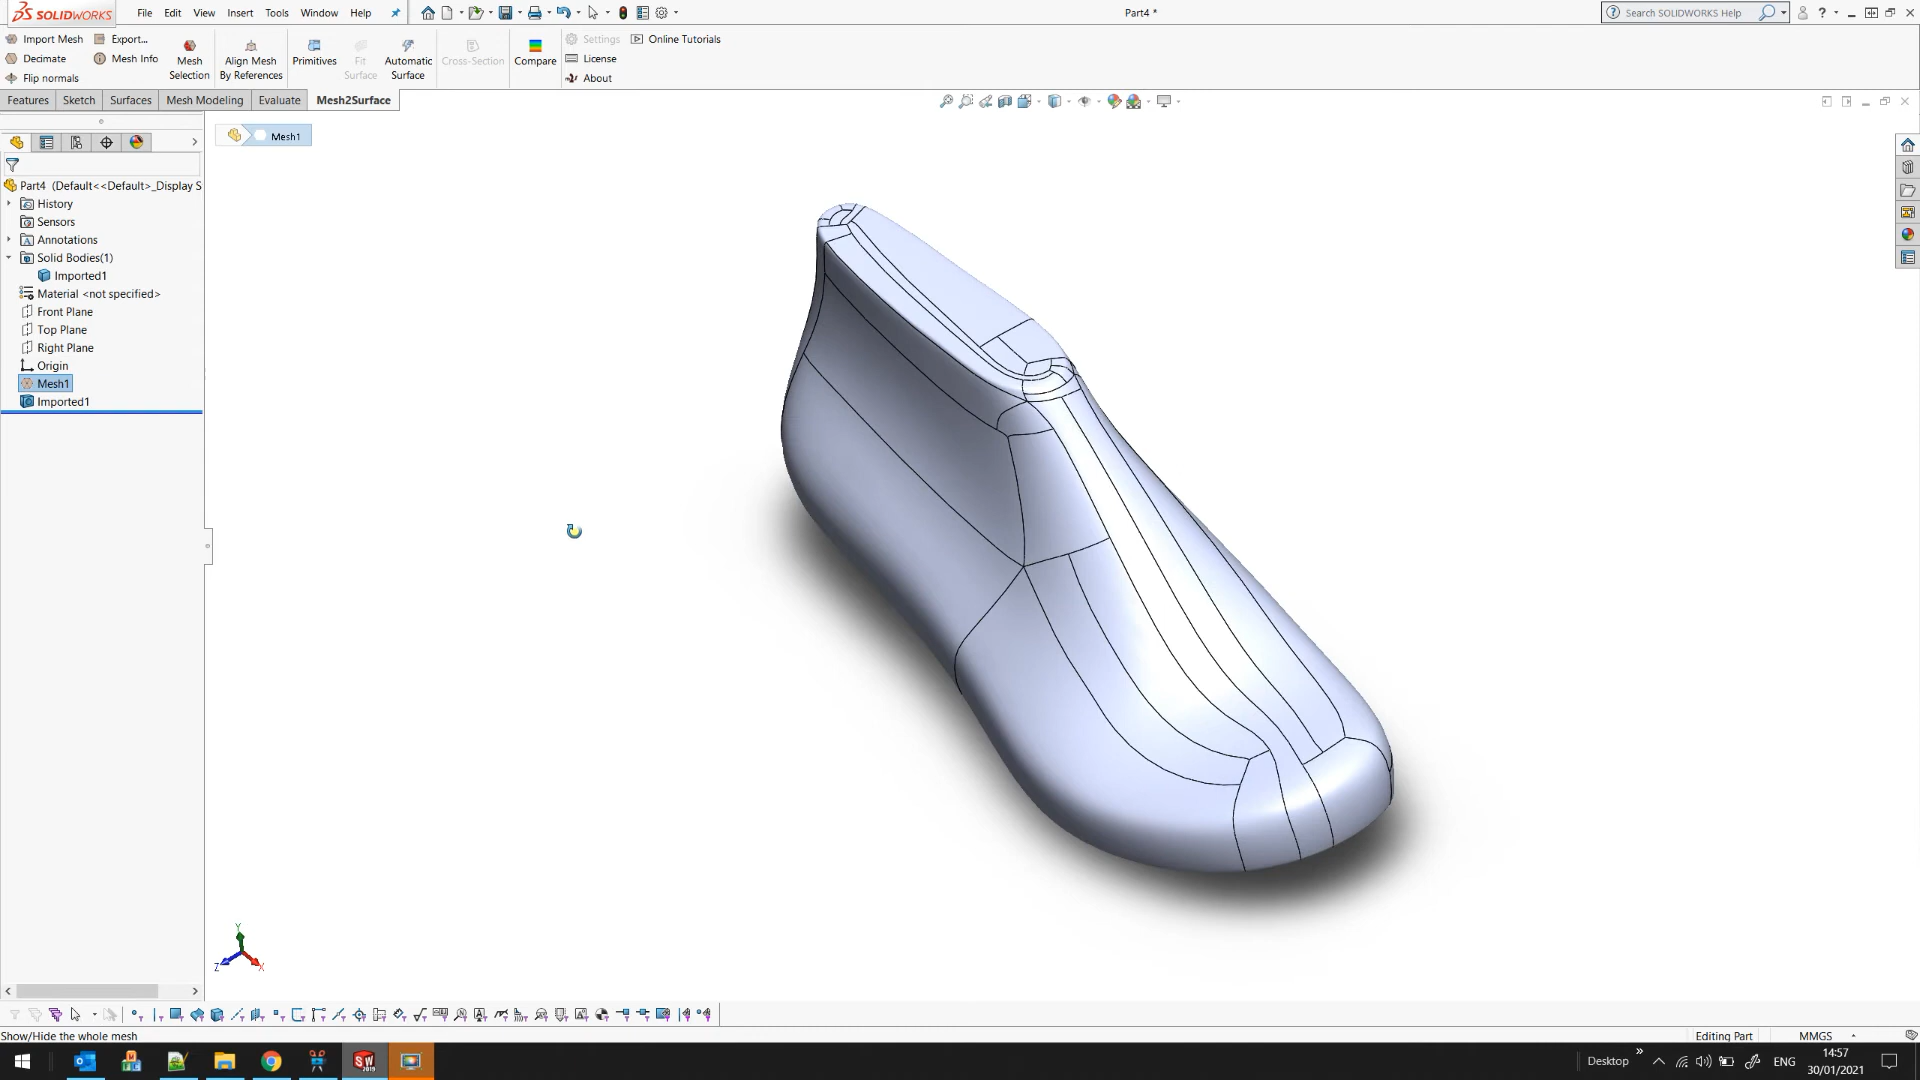 SOLIDWORKS
File Edit View Insert Tools Window Help
Part4 *
Search SOLIDWORKS Help
Import Mesh
Export...
Decimate
Mesh Info
Flip normals
Mesh
Selection
Align Mesh
By References
Primitives
Fit
Surface
Automatic
Surface
Cross-Section
Compare
Settings
Online Tutorials
License
About
Features
Sketch
Surfaces
Mesh Modeling
Evaluate
Mesh2Surface
Mesh1
Part4 (Default<<Default>_Display S
History
Sensors
Annotations
Solid Bodies(1)
Imported1
Material <not specified>
Front Plane
Top Plane
Right Plane
Origin
Mesh1
Imported1
Y
Z
X
Show/Hide the whole mesh
Editing Part
MMGS
Desktop
ENG
14:57
30/01/2021